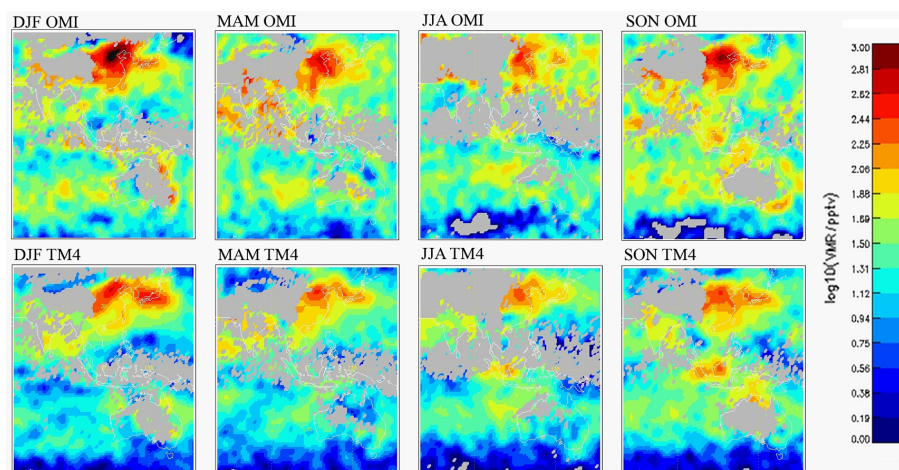 DJF OMI
MAM OMI
JJA OMI
SON OMI
DJF TM4
MAM TM4
JJA TM4
SON TM4
3.00
2.81
2.62
2.44
2.25
2.06
1.88
1.69
1.50
1.31
1.12
0.94
0.75
0.56
0.38
0.19
0.00
log10(VMR/pptv)